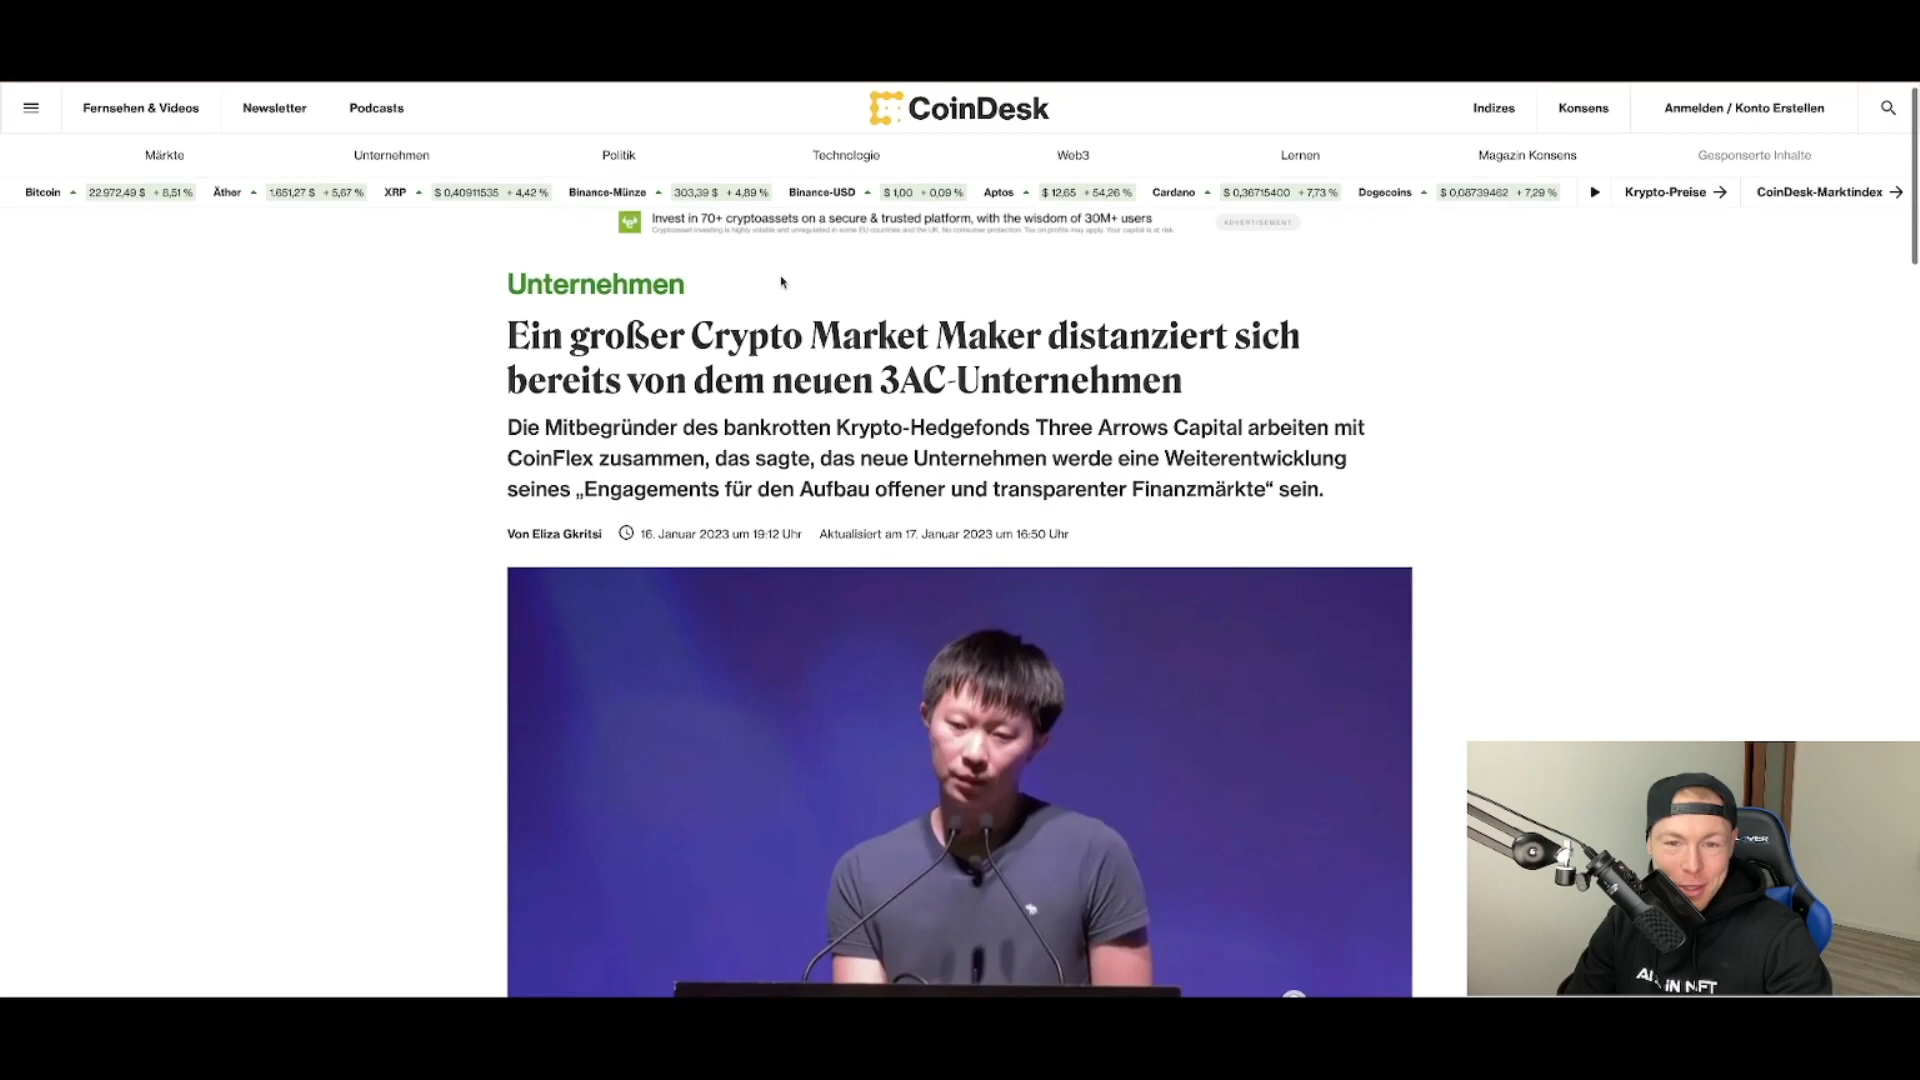 Fernsehen & Videos
Newsletter
Podcasts
CoinDesk
Indizes
Konsens
Anmelden / Konto Erstellen
Märkte
Unternehmen
Politik
Technologie
Web3
Lernen
Magazin Konsens
Gesponserte Inhalte
Bitcoin 22.972,49 $ + 8,51 %
Äther 1.651,27 $ + 5,67 %
XRP $ 0,40911535 + 4,42 %
Binance-Münze 303,39 $ + 4,89 %
Binance-USD $ 1,00 + 0,09 %
Aptos $ 12,65 + 54,26 %
Cardano $ 0,36715400 + 7,73 %
Dogecoins $ 0,08739462 + 7,29 %
Krypto-Preise
CoinDesk-Marktindex
Invest in 70+ cryptoassets on a secure & trusted platform, with the wisdom of 30M+ users
Cryptoasset investing is highly volatile and unregulated in some EU countries and the UK. No consumer protection. Tax on profits may apply. Your capital is at risk.
ADVERTISEMENT
Unternehmen
Ein großer Crypto Market Maker distanziert sich
bereits von dem neuen 3AC-Unternehmen
Die Mitbegründer des bankrotten Krypto-Hedgefonds Three Arrows Capital arbeiten mit
CoinFlex zusammen, das sagte, das neue Unternehmen werde eine Weiterentwicklung
seines „Engagements für den Aufbau offener und transparenter Finanzmärkte“ sein.
Von Eliza Gkritsi
16. Januar 2023 um 19:12 Uhr
Aktualisiert am 17. Januar 2023 um 16:50 Uhr
IN NFT